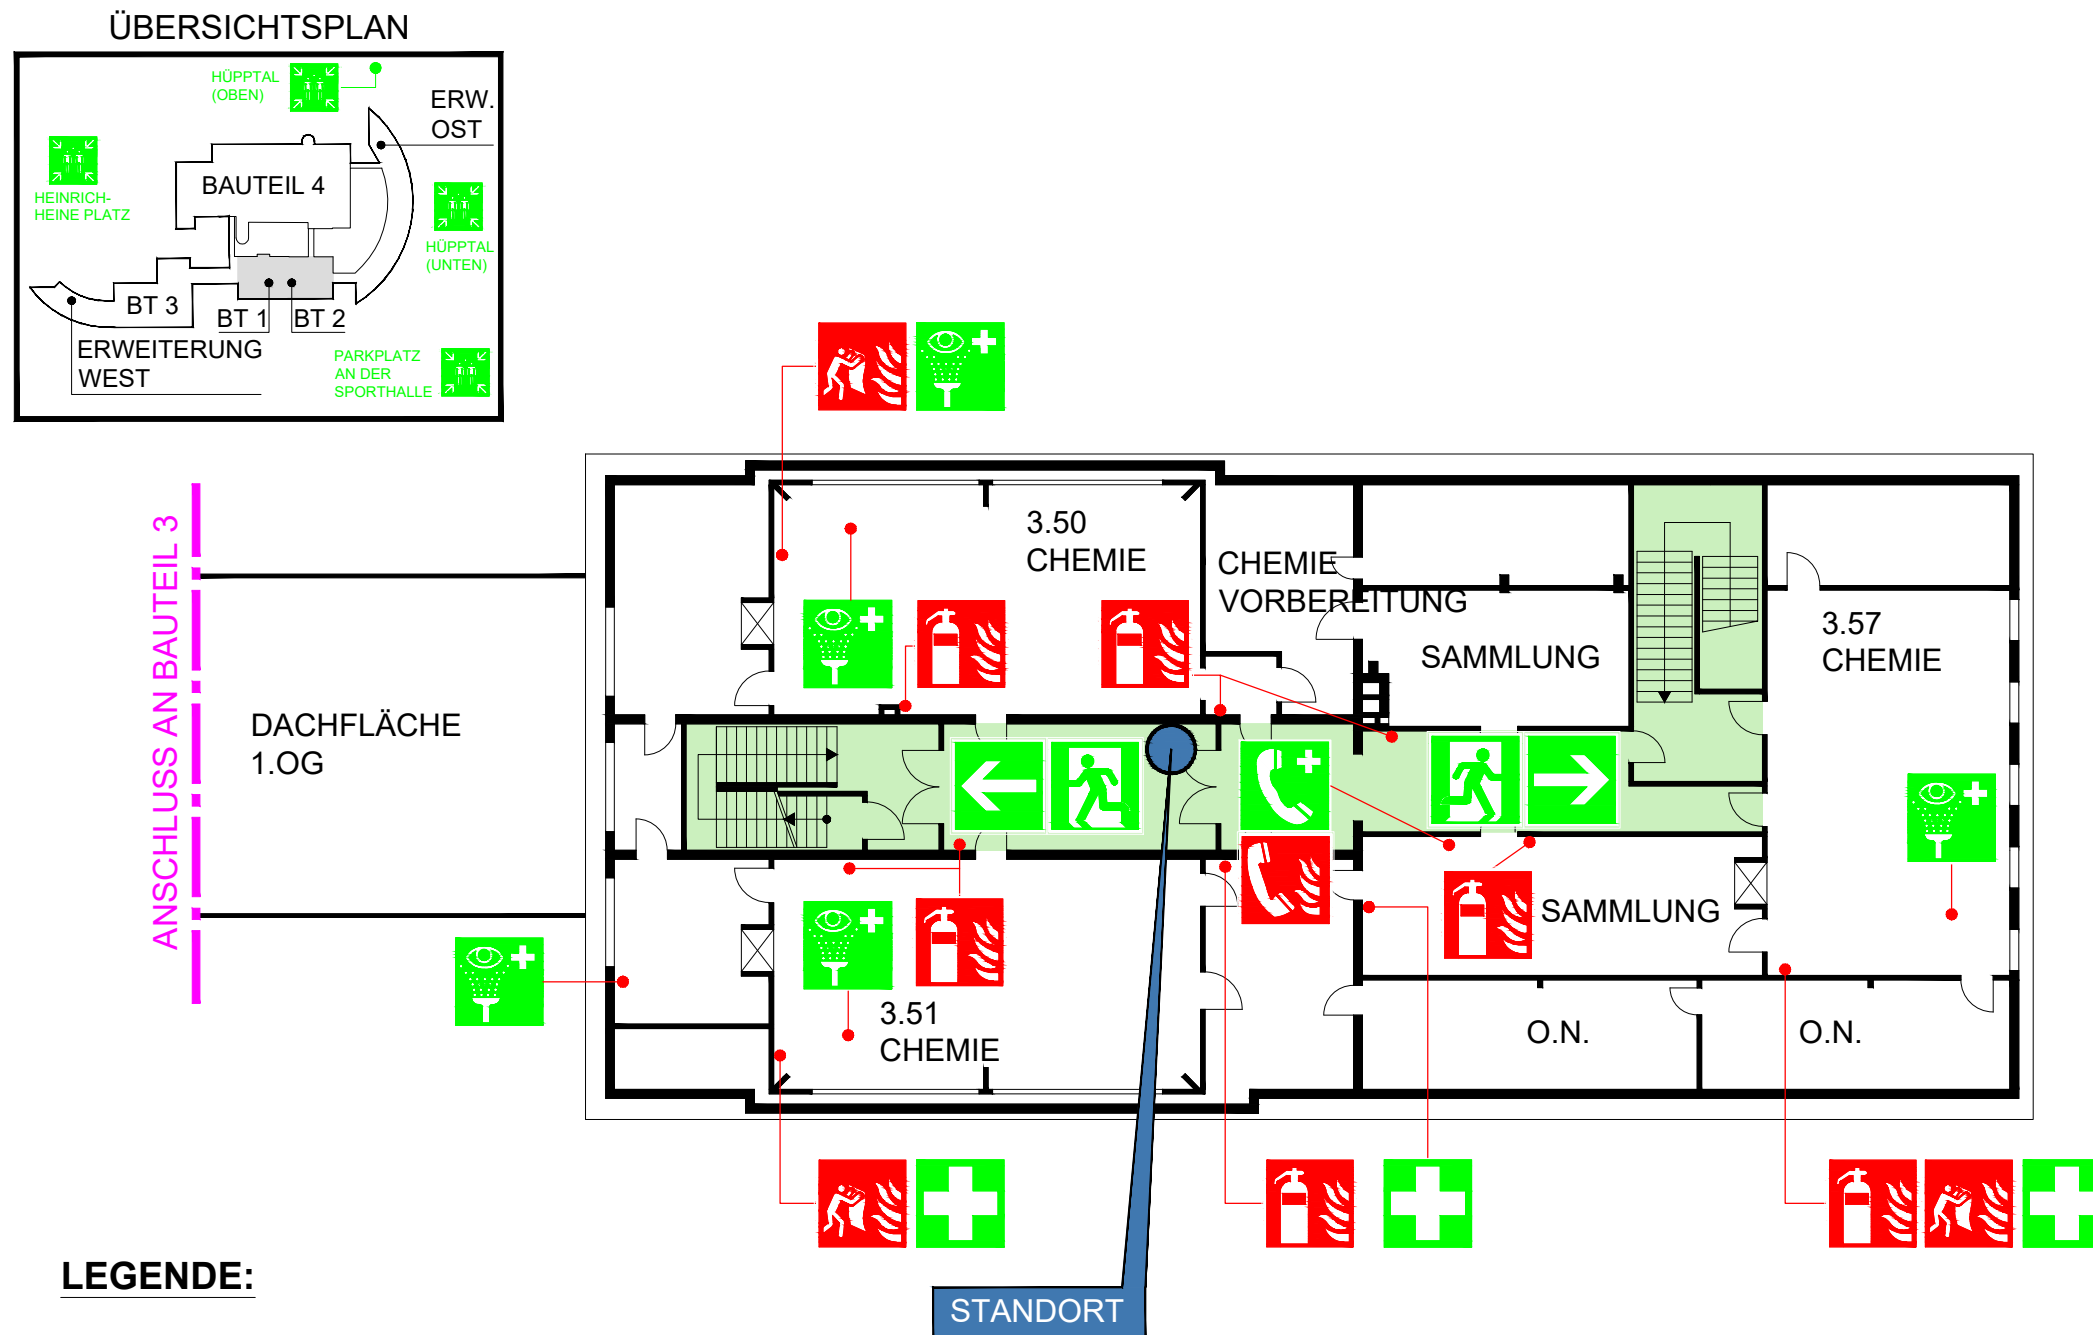 ÜBERSICHTSPLAN
HÜPPTAL
(OBEN)
ERW.
OST
HEINRICH-
HEINE PLATZ
BAUTEIL 4
HÜPPTAL
(UNTEN)
BT 3
BT 1
BT 2
ERWEITERUNG
WEST
PARKPLATZ
AN DER
SPORTHALLE
ANSCHLUSS AN BAUTEIL 3
DACHFLÄCHE
1.OG
3.50
CHEMIE
CHEMIE
VORBEREITUNG
SAMMLUNG
3.57
CHEMIE
SAMMLUNG
3.51
CHEMIE
O.N.
O.N.
LEGENDE:
STANDORT